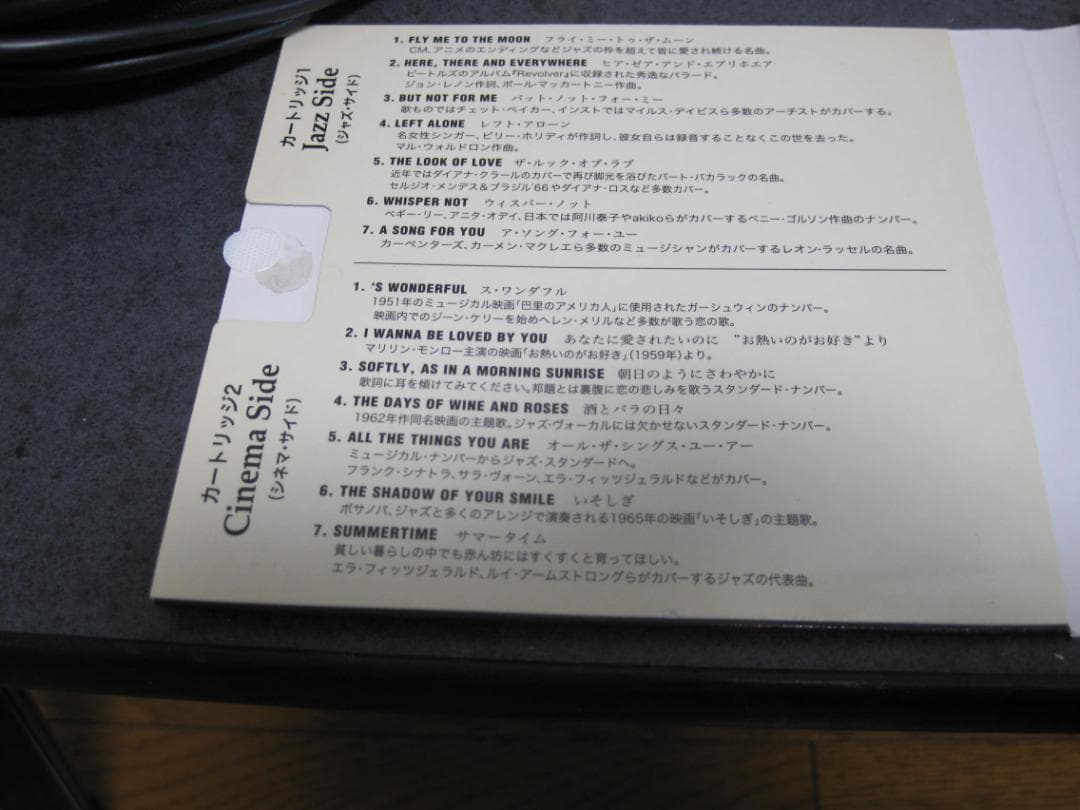 カートリッジ1
Jazz Side
(ジャズ・サイド)
1. FLY ME TO THE MOON フライ・ミー・トゥ・ザ・ムーン
CM、アニメのエンディングなどジャズの枠を超えて皆に愛され続ける名曲。
2. HERE, THERE AND EVERYWHERE ヒア・ゼア・アンド・エブリホエア
ビートルズのアルバム『Revolver』に収録された秀逸なバラード。
ジョン・レノン作詞、ポール・マッカートニー作曲。
3. BUT NOT FOR ME バット・ノット・フォー・ミー
歌ものではチェット・ベイカー、インストではマイルス・デイビスら多数のアーチストがカバーする。
4. LEFT ALONE レフト・アローン
名女性シンガー、ビリー・ホリディが作詞し、彼女自らは録音することなくこの世を去った。
マル・ウォルドロン作曲。
5. THE LOOK OF LOVE ザ・ルック・オブ・ラブ
近年ではダイアナ・クラールのカバーで再び脚光を浴びたバート・バカラックの名曲。
セルジオ・メンデス＆ブラジル'66やダイアナ・ロスなど多数カバー。
6. WHISPER NOT ウィスパー・ノット
ペギー・リー、アニタ・オデイ、日本では阿川泰子やakikoらがカバーするベニー・ゴルソン作曲のナンバー。
7. A SONG FOR YOU ア・ソング・フォー・ユー
カーペンターズ、カーメン・マクレエら多数のミュージシャンがカバーするレオン・ラッセルの名曲。
カートリッジ2
Cinema Side
(シネマ・サイド)
1. 'S WONDERFUL ス・ワンダフル
1951年のミュージカル映画「巴里のアメリカ人」に使用されたガーシュウィンのナンバー。
映画内でのジーン・ケリーを始めヘレン・メリルなど多数が歌う恋の歌。
2. I WANNA BE LOVED BY YOU あなたに愛されたいのに "お熱いのがお好き"より
マリリン・モンロー主演の映画「お熱いのがお好き」(1959年)より。
3. SOFTLY, AS IN A MORNING SUNRISE 朝日のようにさわやかに
歌詞に耳を傾けてみてください。邦題とは裏腹に恋の悲しみを歌うスタンダード・ナンバー。
4. THE DAYS OF WINE AND ROSES 酒とバラの日々
1962年作同名映画の主題歌。ジャズ・ヴォーカルには欠かせないスタンダード・ナンバー。
5. ALL THE THINGS YOU ARE オール・ザ・シングス・ユー・アー
ミュージカル・ナンバーからジャズ・スタンダードへ。
フランク・シナトラ、サラ・ヴォーン、エラ・フィッツジェラルドなどがカバー。
6. THE SHADOW OF YOUR SMILE いそしぎ
ボサノバ、ジャズと多くのアレンジで演奏される1965年の映画「いそしぎ」の主題歌。
7. SUMMERTIME サマータイム
貧しい暮らしの中でも赤ん坊にはすくすくと育ってほしい。
エラ・フィッツジェラルド、ルイ・アームストロングらがカバーするジャズの代表曲。